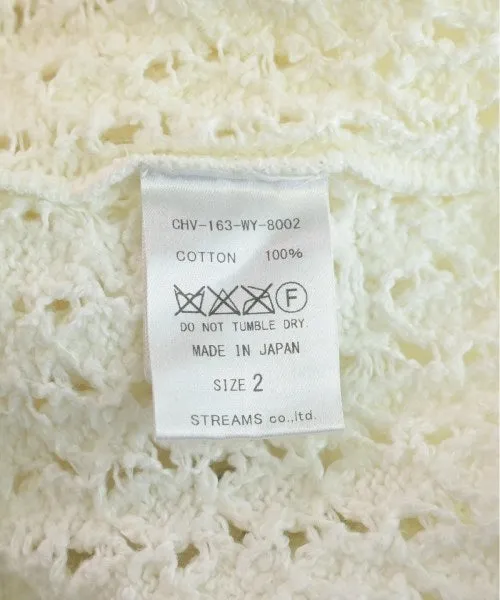 CHV-163-WY-8002
COTTON 100%
F
DO NOT TUMBLE DRY.
MADE IN JAPAN
SIZE 2
STREAMS co.,ltd.